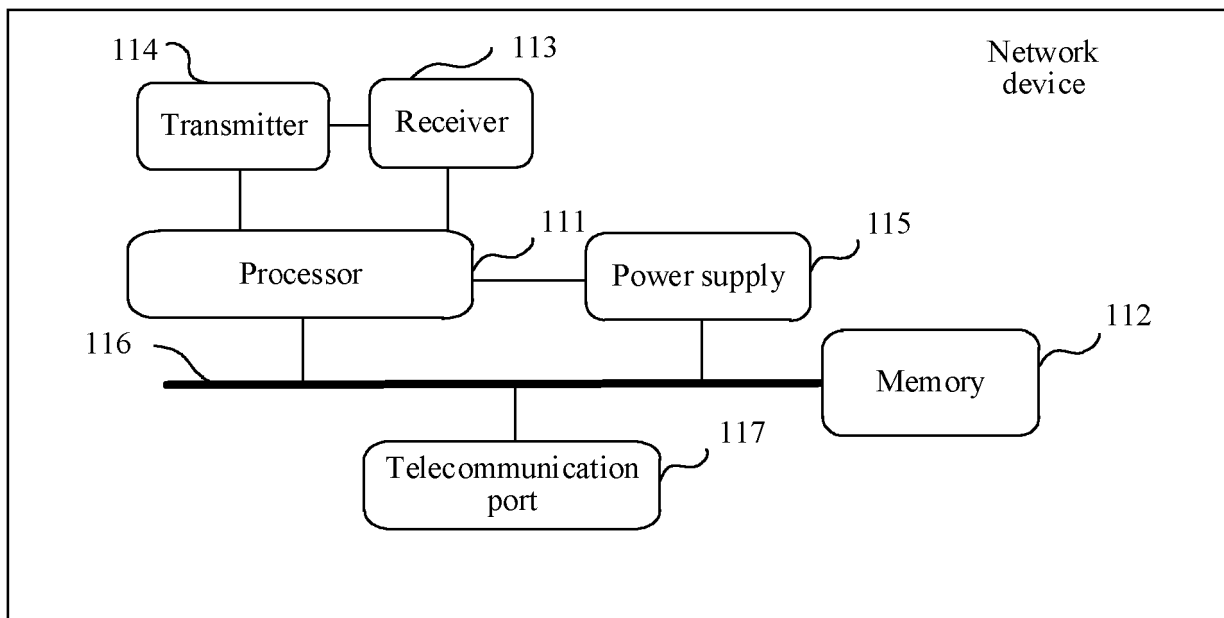 114
113
Network
device
Transmitter
Receiver
111
115
Processor
Power supply
112
116
Memory
117
Telecommunication
port